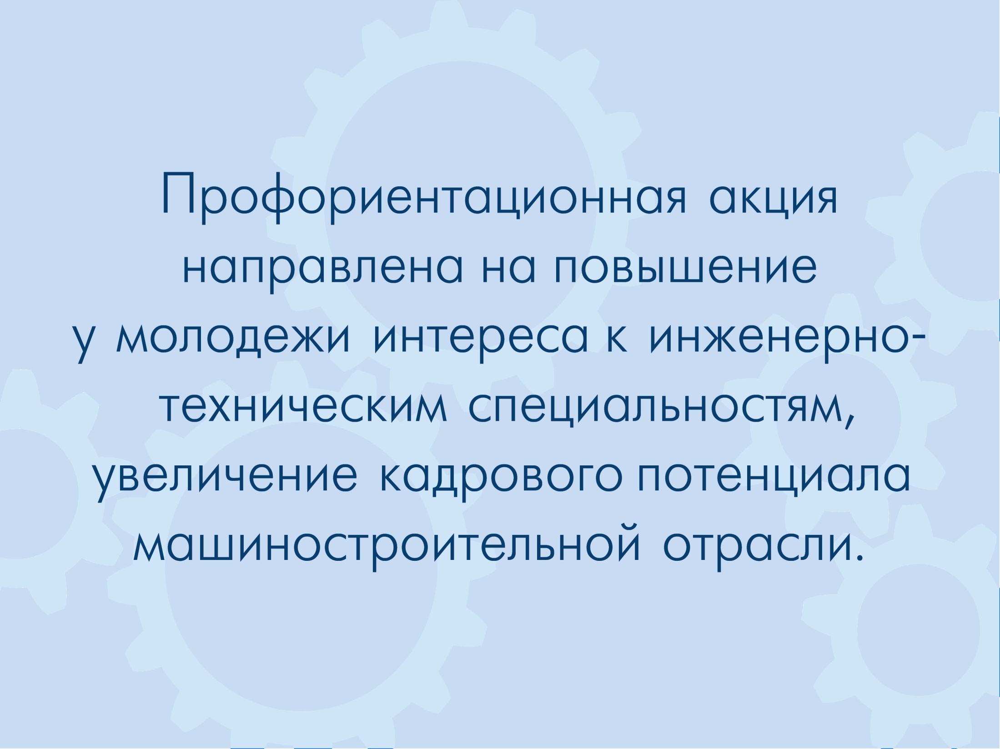 Профориентационная акция
направлена на повышение
у молодежи интереса к инженерно-
техническим специальностям,
увеличение кадрового потенциала
машиностроительной отрасли.